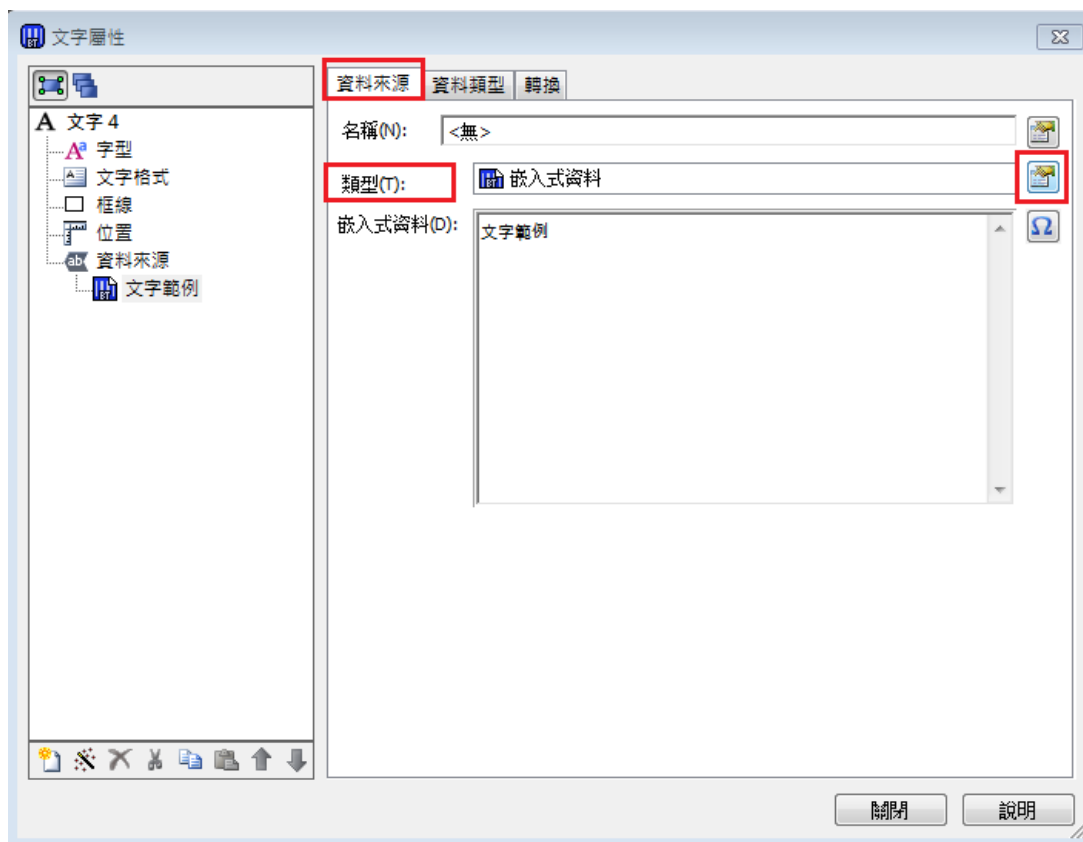 文字屬性
資料來源 資料類型 轉換
A 文字 4
名稱(N): <無>
Aa 字型
文字格式
類型(T): 嵌入式資料
框線
位置
嵌入式資料(D): 文字範例
ab 資料來源
文字範例
Ω
關閉 說明